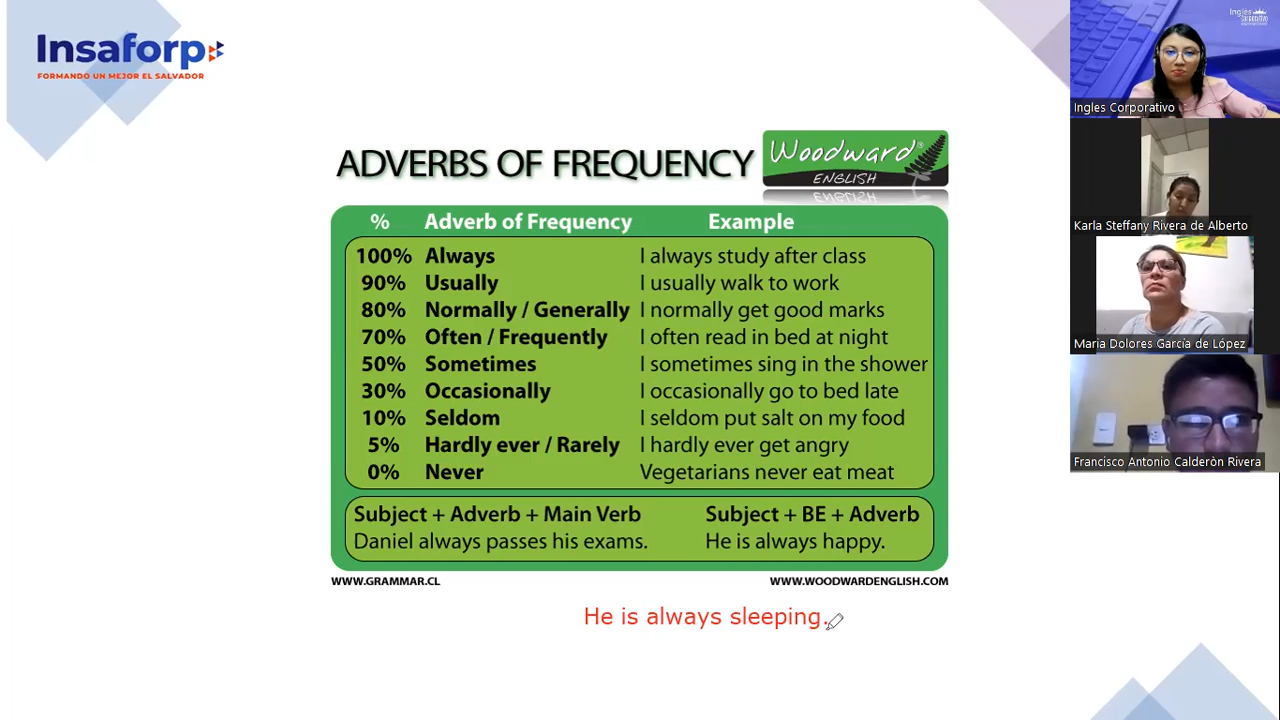 Insaforp
FORMANDO UN MEJOR EL SALVADOR
ADVERBS OF FREQUENCY
Woodward®
ENGLISH
% Adverb of Frequency Example
100% Always I always study after class
90% Usually I usually walk to work
80% Normally / Generally I normally get good marks
70% Often / Frequently I often read in bed at night
50% Sometimes I sometimes sing in the shower
30% Occasionally I occasionally go to bed late
10% Seldom I seldom put salt on my food
5% Hardly ever / Rarely I hardly ever get angry
0% Never Vegetarians never eat meat
Subject + Adverb + Main Verb Subject + BE + Adverb
Daniel always passes his exams. He is always happy.
WWW.GRAMMAR.CL WWW.WOODWARDENGLISH.COM
He is always sleeping.
Ingles
Ingles Corporativo
Karla Steffany Rivera de Alberto
Maria Dolores García de López
Francisco Antonio Calderòn Rivera